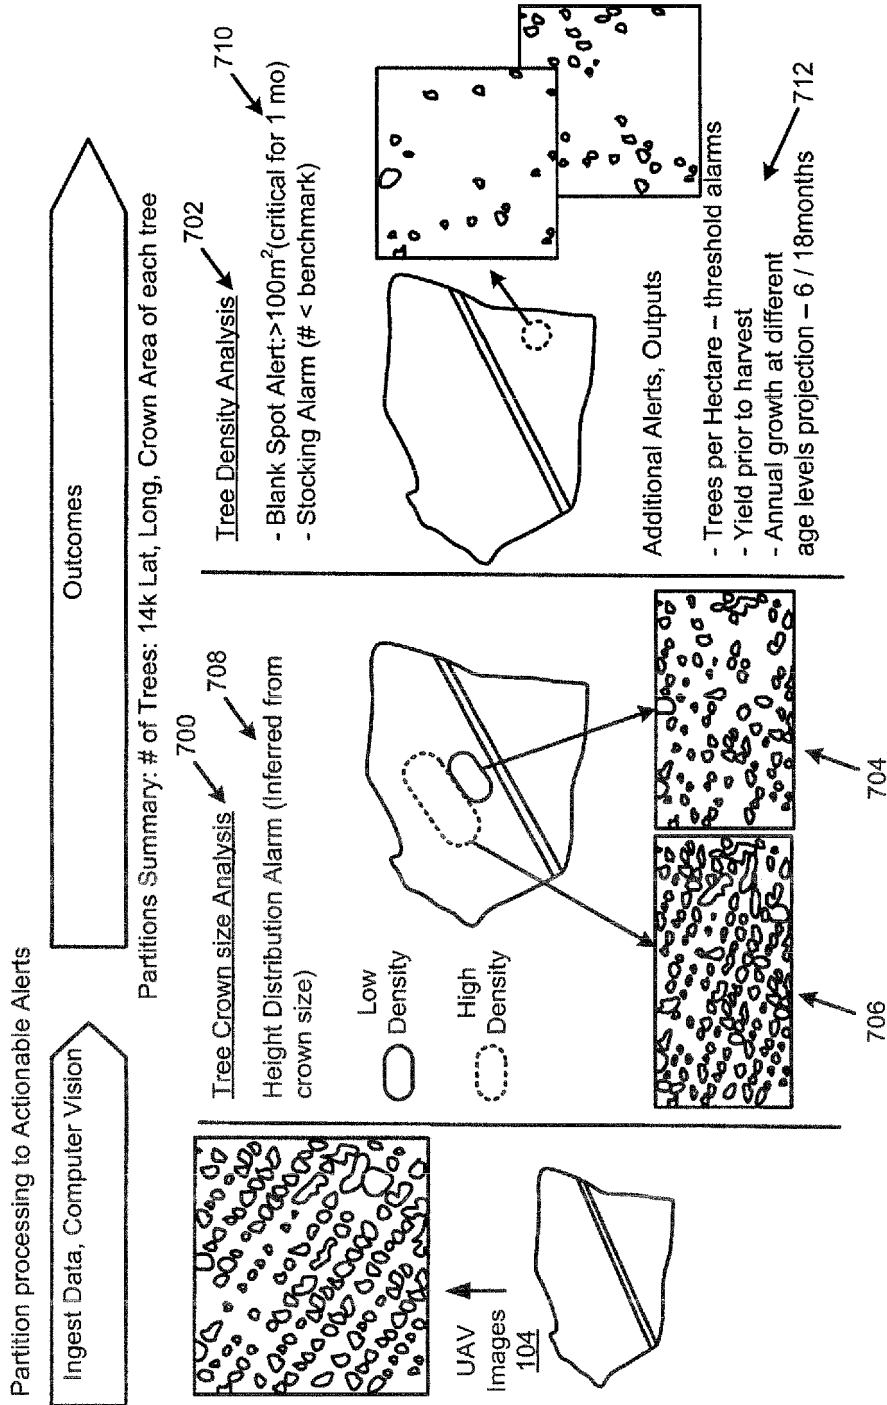 Partition processing to Actionable Alerts
Ingest Data, Computer Vision
Outcomes
Partitions Summary: # of Trees: 14k Lat, Long, Crown Area of each tree
UAV
Images
104
700
Tree Crown size Analysis
708
Height Distribution Alarm (Inferred from
crown size)
Low
Density
High
Density
706
704
702
Tree Density Analysis
710
- Blank Spot Alert:>100m²(critical for 1 mo)
- Stocking Alarm (# < benchmark)
Additional Alerts, Outputs
- Trees per Hectare – threshold alarms
- Yield prior to harvest
- Annual growth at different
age levels projection – 6 / 18months
712